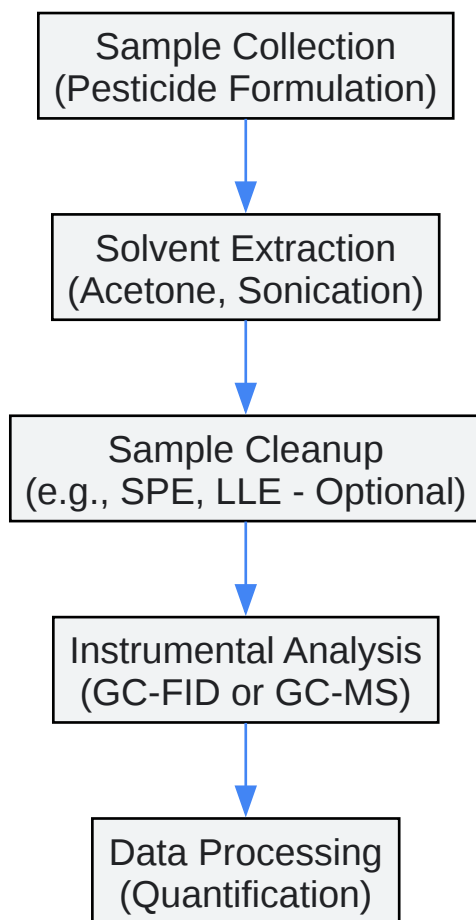 Sample Collection
(Pesticide Formulation)
Solvent Extraction
(Acetone, Sonication)
Sample Cleanup
(e.g., SPE, LLE - Optional)
Instrumental Analysis
(GC-FID or GC-MS)
Data Processing
(Quantification)